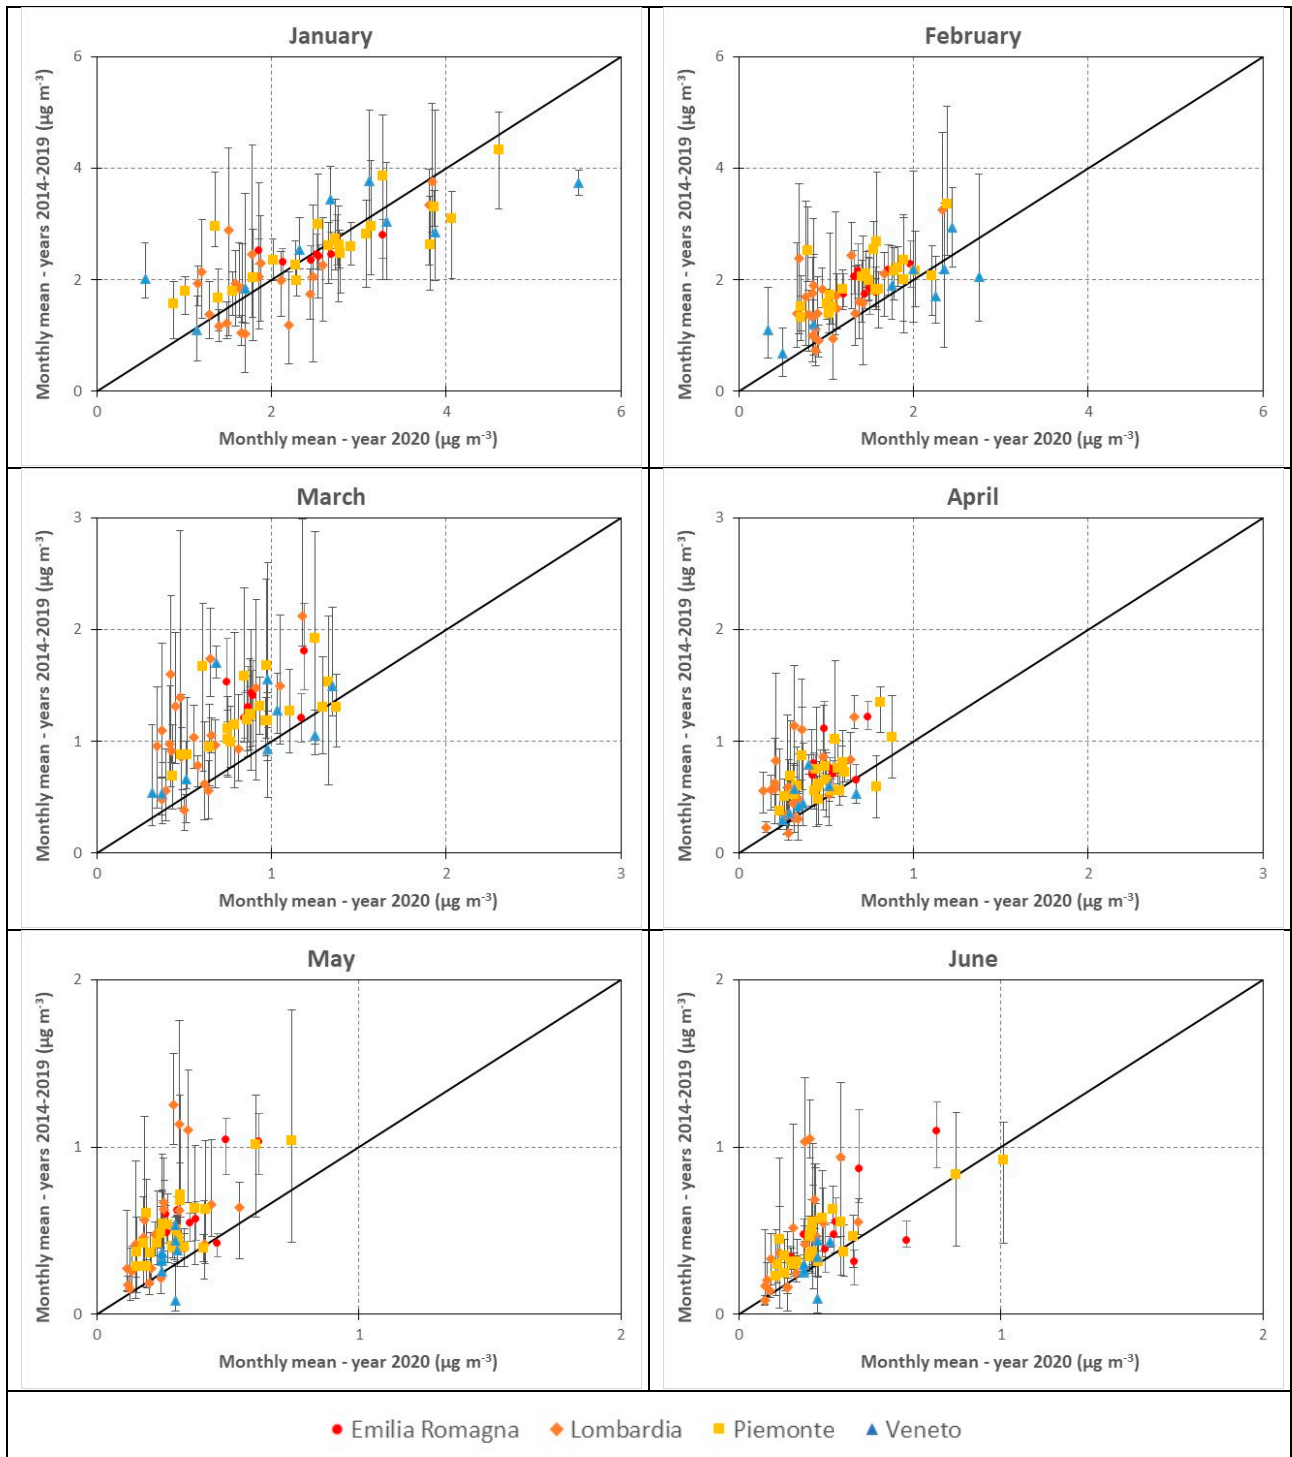 January
Monthly mean - years 2014-2019 (µg m-3)
6
4
2
0
0 2 4 6
Monthly mean - year 2020 (µg m-3)
February
Monthly mean - years 2014-2019 (µg m-3)
6
4
2
0
0 2 4 6
Monthly mean - year 2020 (µg m-3)
March
Monthly mean - years 2014-2019 (µg m-3)
3
2
1
0
0 1 2 3
Monthly mean - year 2020 (µg m-3)
April
Monthly mean - years 2014-2019 (µg m-3)
3
2
1
0
0 1 2 3
Monthly mean - year 2020 (µg m-3)
May
Monthly mean - years 2014-2019 (µg m-3)
2
1
0
0 1 2
Monthly mean - year 2020 (µg m-3)
June
Monthly mean - years 2014-2019 (µg m-3)
2
1
0
0 1 2
Monthly mean - year 2020 (µg m-3)
Emilia Romagna Lombardia Piemonte Veneto